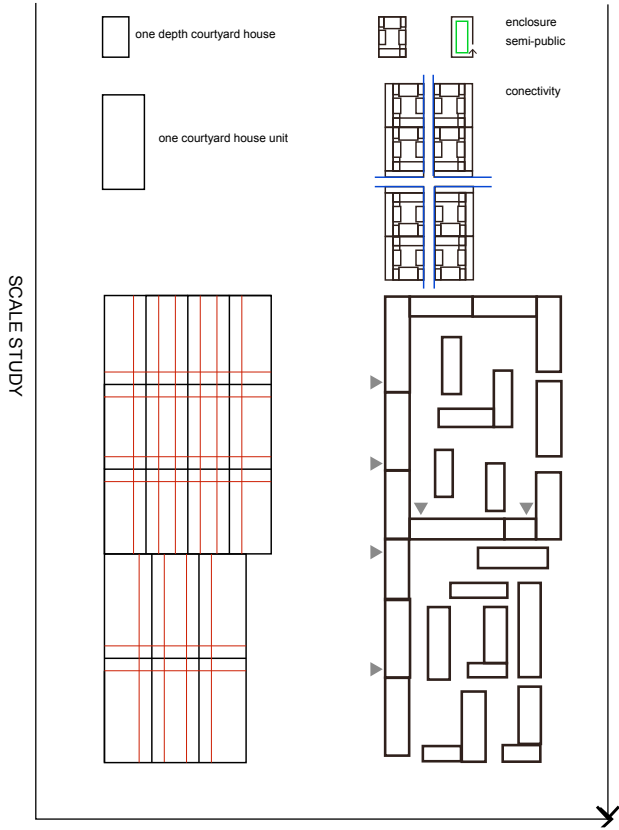 one depth courtyard house
enclosure
semi-public
conectivity
one courtyard house unit
SCALE STUDY